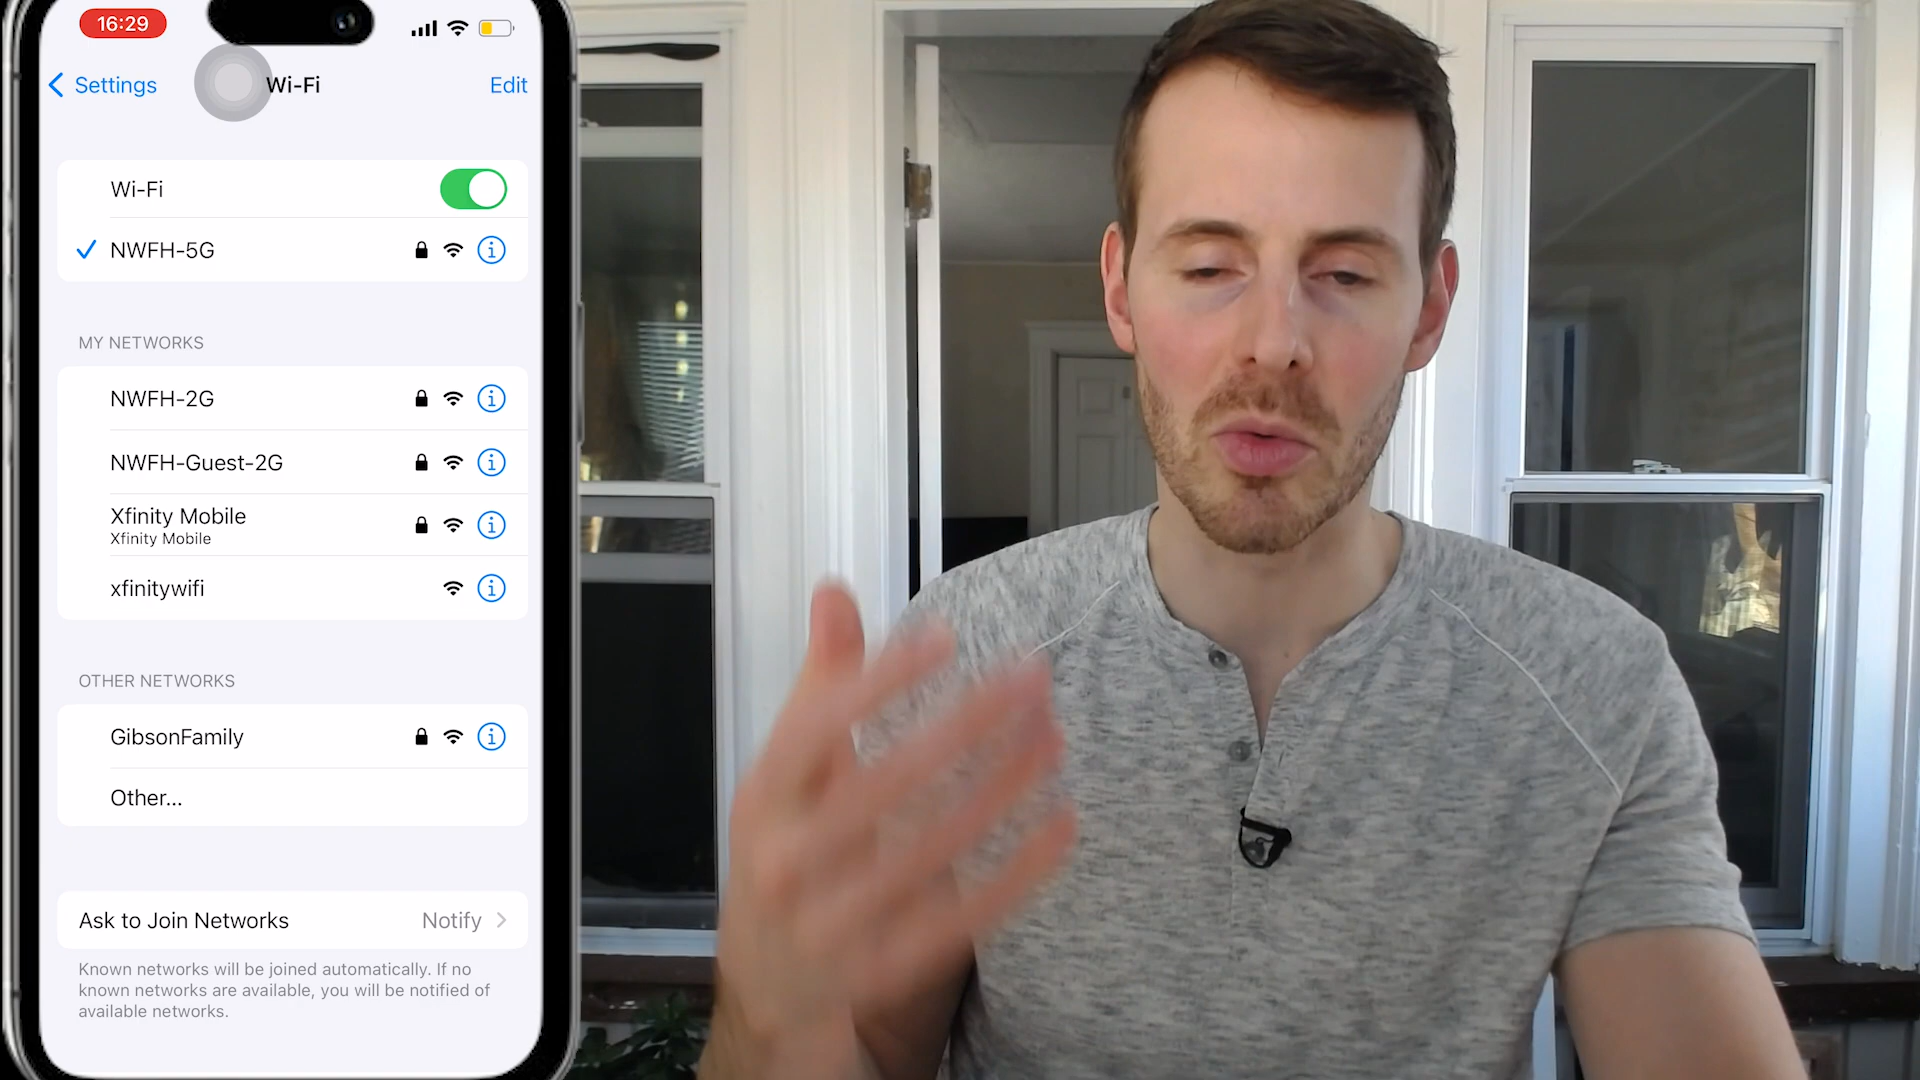 16:29
Settings
Wi-Fi
Edit
Wi-Fi
NWFH-5G
MY NETWORKS
NWFH-2G
NWFH-Guest-2G
Xfinity Mobile
Xfinity Mobile
xfinitywifi
OTHER NETWORKS
GibsonFamily
Other...
Ask to Join Networks
Notify
Known networks will be joined automatically. If no
known networks are available, you will be notified of
available networks.